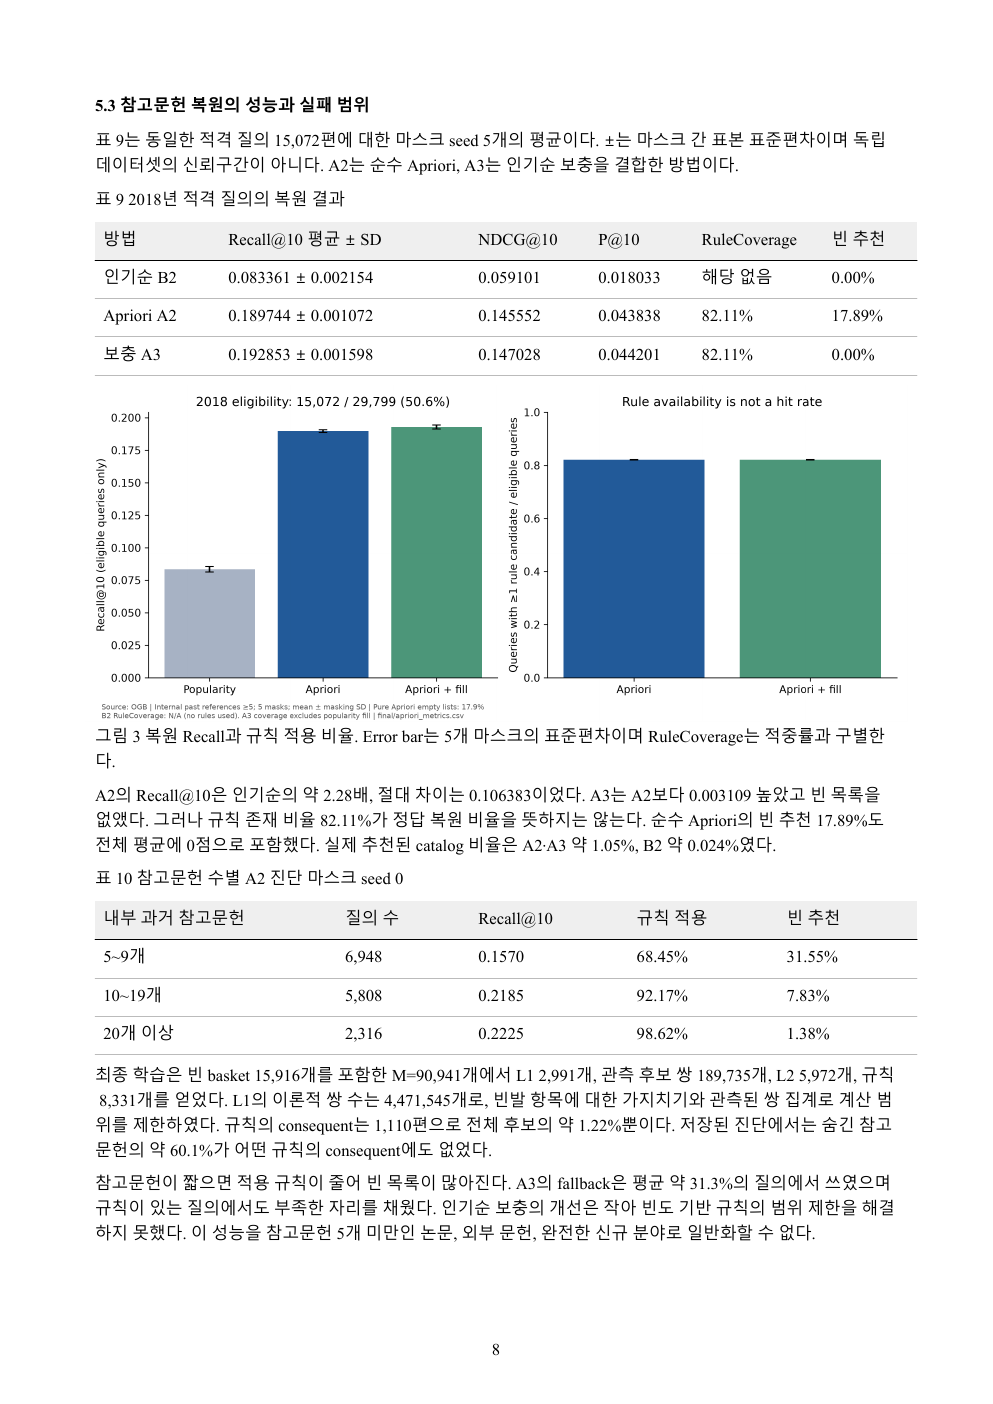 5.3 참고문헌 복원의 성능과 실패 범위
표 9는 동일한 적격 질의 15,072편에 대한 마스크 seed 5개의 평균이다. ±는 마스크 간 표본 표준편차이며 독립
데이터셋의 신뢰구간이 아니다. A2는 순수 Apriori, A3는 인기순 보충을 결합한 방법이다.
표 9 2018년 적격 질의의 복원 결과
방법 Recall@10 평균 ± SD NDCG@10 P@10 RuleCoverage 빈 추천
인기순 B2 0.083361 ± 0.002154 0.059101 0.018033 해당 없음 0.00%
Apriori A2 0.189744 ± 0.001072 0.145552 0.043838 82.11% 17.89%
보충 A3 0.192853 ± 0.001598 0.147028 0.044201 82.11% 0.00%
2018 eligibility: 15,072 / 29,799 (50.6%)
Recall@10 (eligible queries only)
0.200
0.175
0.150
0.125
0.100
0.075
0.050
0.025
0.000
Popularity Apriori Apriori + fill
Rule availability is not a hit rate
Queries with ≥1 rule candidate / eligible queries
1.0
0.8
0.6
0.4
0.2
0.0
Apriori Apriori + fill
Source: OGB | Internal past references ≥5; 5 masks; mean ± masking SD | Pure Apriori empty lists: 17.9%
B2 RuleCoverage: N/A (no rules used). A3 coverage excludes popularity fill | final/apriori_metrics.csv
그림 3 복원 Recall과 규칙 적용 비율. Error bar는 5개 마스크의 표준편차이며 RuleCoverage는 적중률과 구별한
다.
A2의 Recall@10은 인기순의 약 2.28배, 절대 차이는 0.106383이었다. A3는 A2보다 0.003109 높았고 빈 목록을
없앴다. 그러나 규칙 존재 비율 82.11%가 정답 복원 비율을 뜻하지는 않는다. 순수 Apriori의 빈 추천 17.89%도
전체 평균에 0점으로 포함했다. 실제 추천된 catalog 비율은 A2·A3 약 1.05%, B2 약 0.024%였다.
표 10 참고문헌 수별 A2 진단 마스크 seed 0
내부 과거 참고문헌 질의 수 Recall@10 규칙 적용 빈 추천
5~9개 6,948 0.1570 68.45% 31.55%
10~19개 5,808 0.2185 92.17% 7.83%
20개 이상 2,316 0.2225 98.62% 1.38%
최종 학습은 빈 basket 15,916개를 포함한 M=90,941개에서 L1 2,991개, 관측 후보 쌍 189,735개, L2 5,972개, 규칙
8,331개를 얻었다. L1의 이론적 쌍 수는 4,471,545개로, 빈발 항목에 대한 가지치기와 관측된 쌍 집계로 계산 범
위를 제한하였다. 규칙의 consequent는 1,110편으로 전체 후보의 약 1.22%뿐이다. 저장된 진단에서는 숨긴 참고
문헌의 약 60.1%가 어떤 규칙의 consequent에도 없었다.
참고문헌이 짧으면 적용 규칙이 줄어 빈 목록이 많아진다. A3의 fallback은 평균 약 31.3%의 질의에서 쓰였으며
규칙이 있는 질의에서도 부족한 자리를 채웠다. 인기순 보충의 개선은 작아 빈도 기반 규칙의 범위 제한을 해결
하지 못했다. 이 성능을 참고문헌 5개 미만인 논문, 외부 문헌, 완전한 신규 분야로 일반화할 수 없다.
8